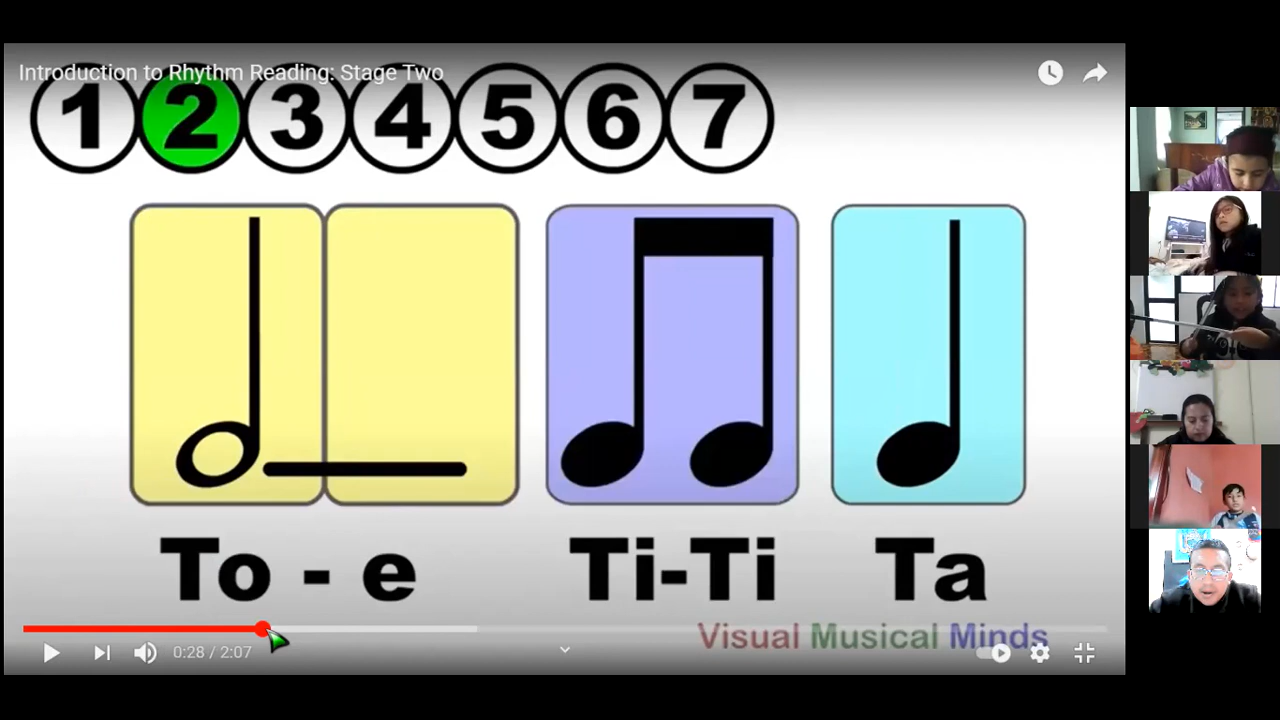 Introduction to Rhythm Reading: Stage Two
1 2 3 4 5 6 7
To - e Ti-Ti Ta
Visual Musical Minds
0:28 / 2:07